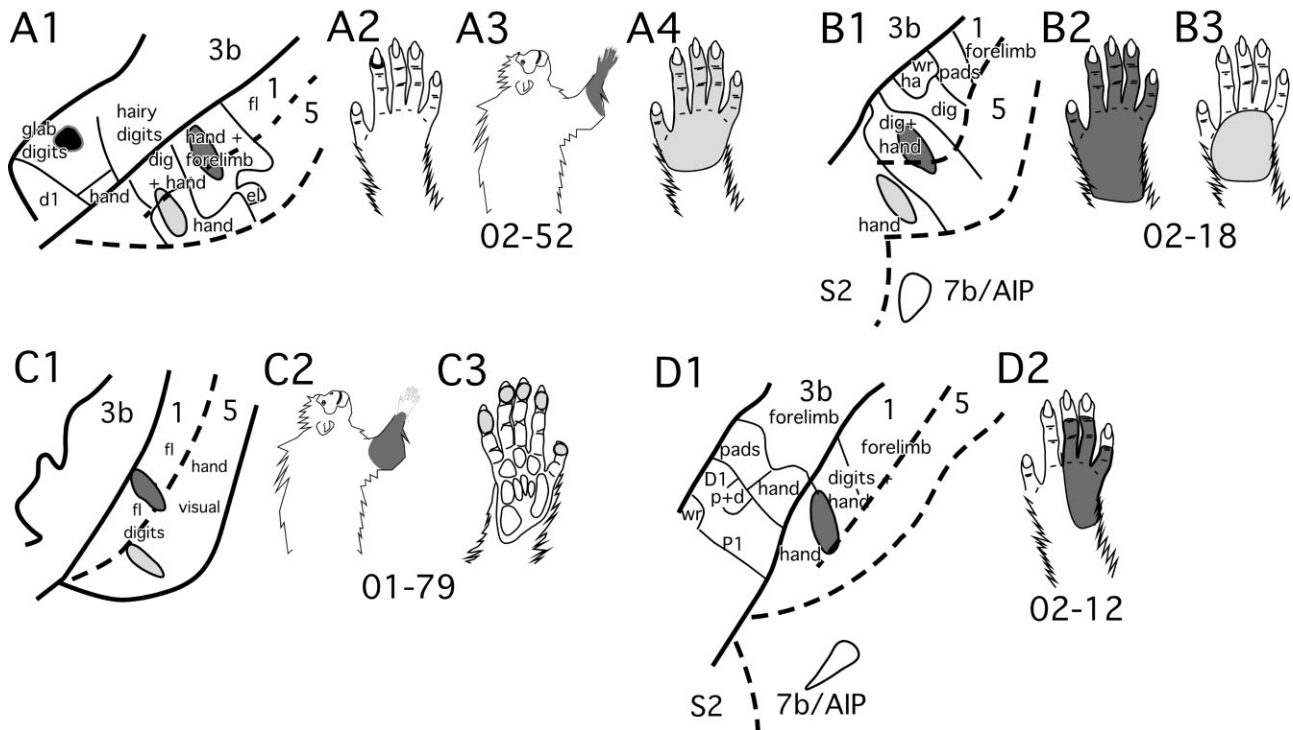 A1
3b
1
5
fl
hairy
digits
glab
digits
hand +
forelimb
dig
+ hand
d1
hand
el
hand
A2
A3
A4
02-52
B1
3b
1
forelimb
wr
ha
pads
5
dig
dig+
hand
hand
S2
7b/AIP
B2
B3
02-18
C1
3b
1
5
fl
hand
visual
fl
digits
C2
C3
01-79
D1
3b
forelimb
1
5
pads
forelimb
D1
p+d
hand
digits +
hand
wr
P1
hand
S2
7b/AIP
D2
02-12